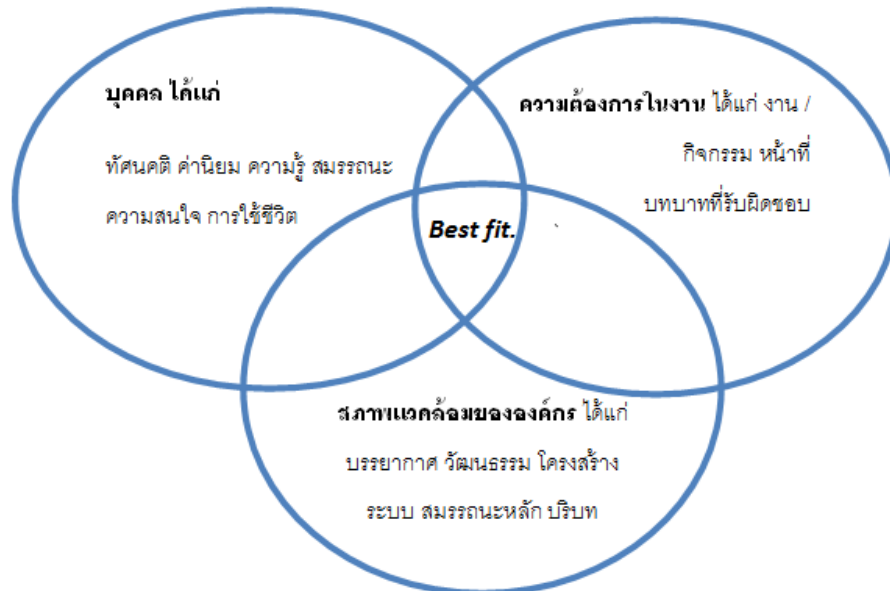 บุคคล ได้แก่
ทัศนคติ ค่านิยม ความรู้ สมรรถนะ
ความสนใจ การใช้ชีวิต
ความต้องการในงาน ได้แก่ งาน /
กิจกรรม หน้าที่
บทบาทที่รับผิดชอบ
Best fit.
สภาพแวดล้อมขององค์กร ได้แก่
บรรยากาศ วัฒนธรรม โครงสร้าง
ระบบ สมรรถนะหลัก บริบท